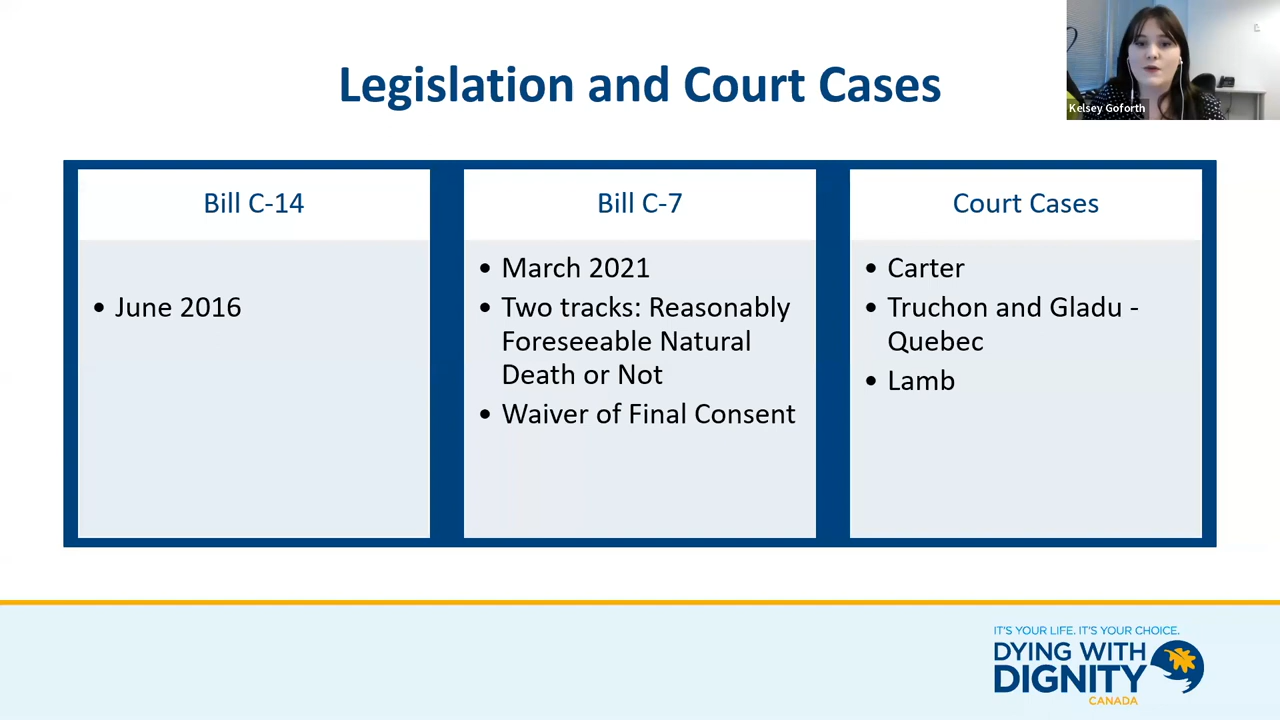 Legislation and Court Cases
Kelsey Goforth
Bill C-14
• June 2016
Bill C-7
• March 2021
• Two tracks: Reasonably
Foreseeable Natural
Death or Not
• Waiver of Final Consent
Court Cases
• Carter
• Truchon and Gladu -
Quebec
• Lamb
IT'S YOUR LIFE. IT'S YOUR CHOICE.
DYING WITH
DIGNITY
CANADA